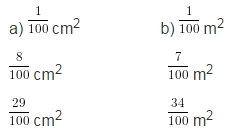 a) 1/100 cm² b) 1/100 m²
8/100 cm² 7/100 m²
29/100 cm² 34/100 m²